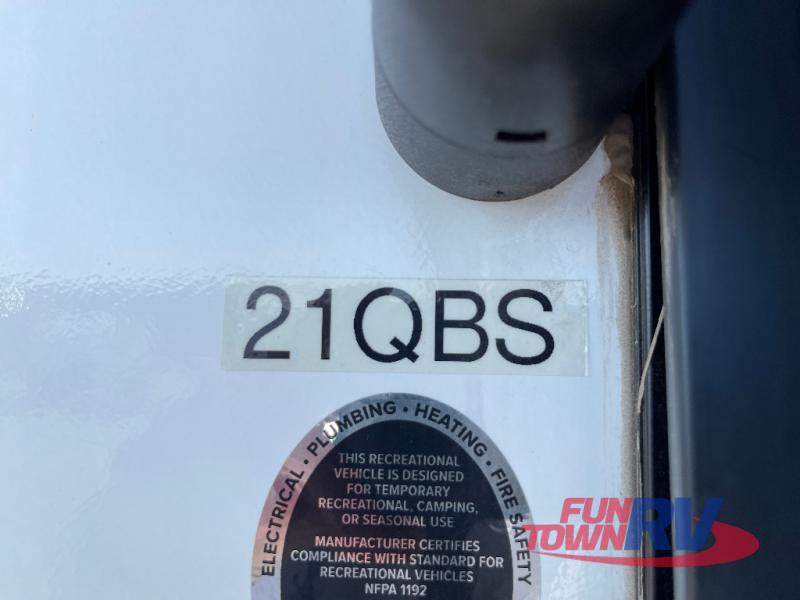 21QBS
ELECTRICAL • PLUMBING • HEATING • FIRE SAFETY
THIS RECREATIONAL
VEHICLE IS DESIGNED
FOR TEMPORARY
RECREATIONAL, CAMPING,
OR SEASONAL USE
MANUFACTURER CERTIFIES
COMPLIANCE WITH STANDARD FOR
RECREATIONAL VEHICLES
NFPA 1192
FUN
TOWN RV